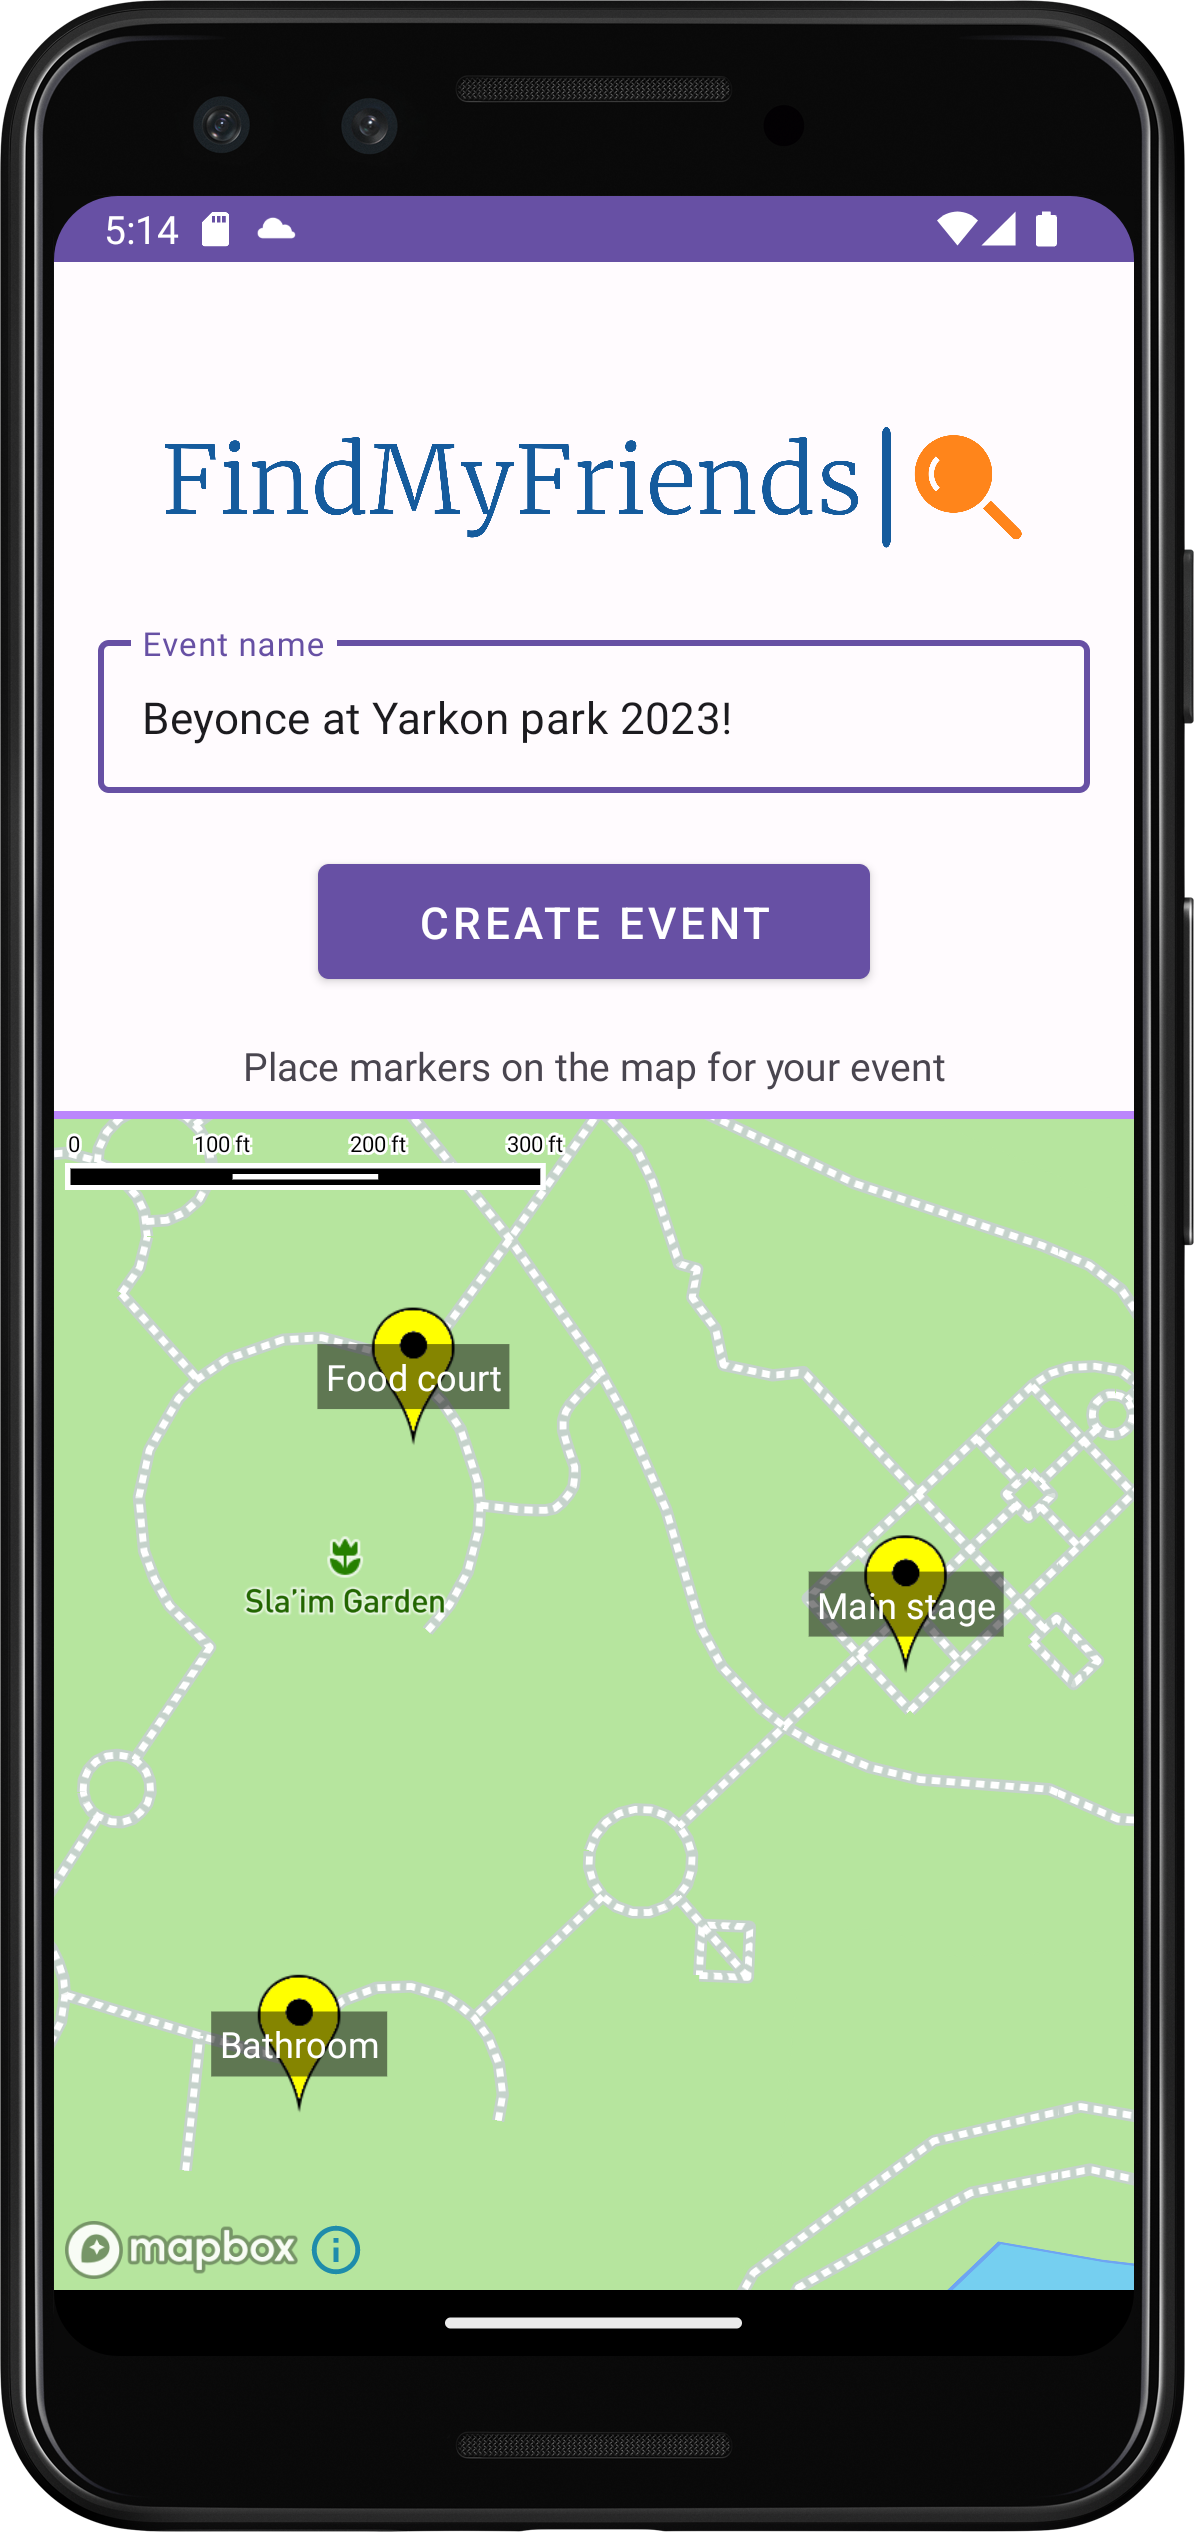 5:14
FindMyFriends
Event name
Beyonce at Yarkon park 2023!
CREATE EVENT
Place markers on the map for your event
0 100 ft 200 ft 300 ft
Food court
Sla'im Garden
Main stage
Bathroom
mapbox